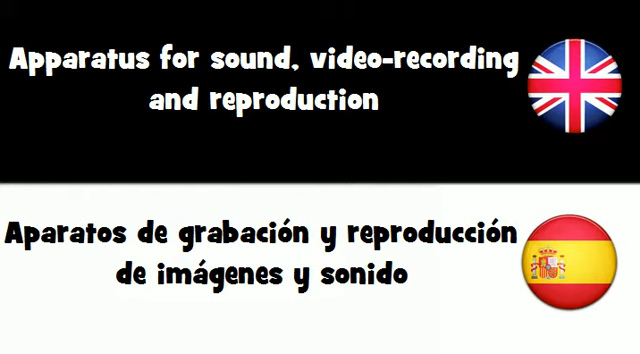 Apparatus for sound, video-recording
and reproduction
Aparatos de grabación y reproducción
de imágenes y sonido